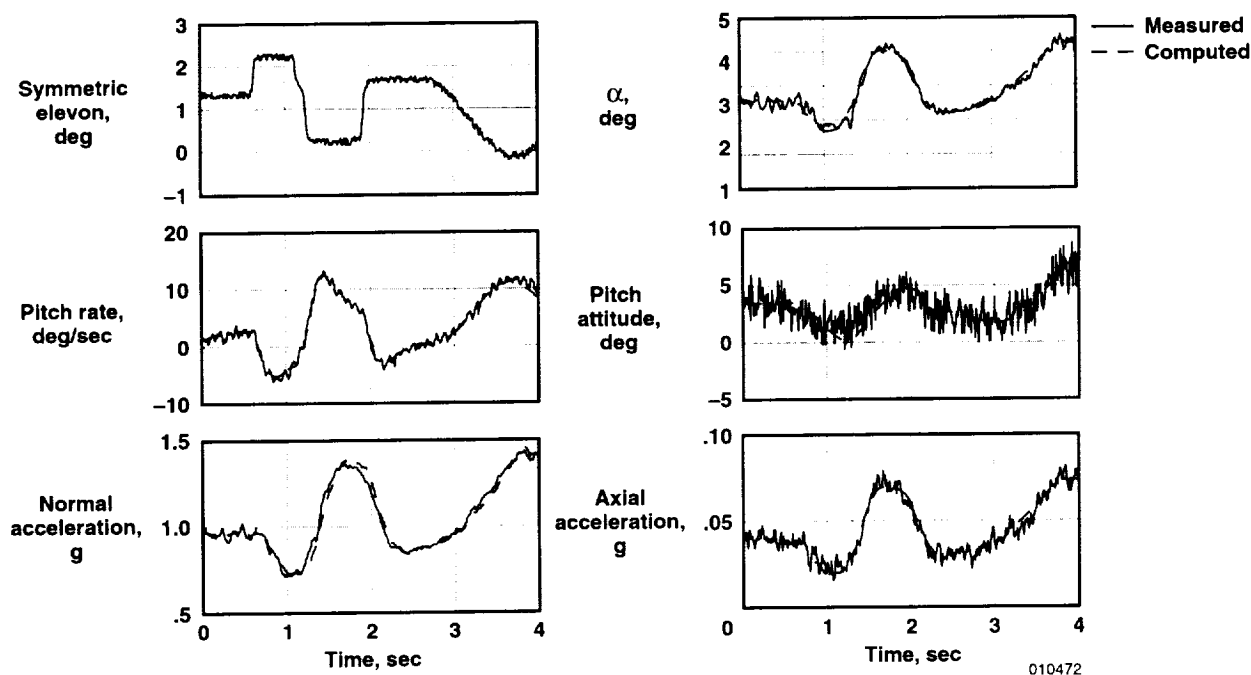 3
2
Symmetric
elevon,
deg
1
0
–1
5
4
α,
deg
3
2
1
Measured
Computed
20
10
Pitch rate,
deg/sec
0
–10
10
5
Pitch
attitude,
deg
0
–5
1.5
Normal
acceleration,
g
1.0
.5
0 1 2 3 4
Time, sec
.10
Axial
acceleration,
g
.05
0 1 2 3 4
Time, sec
010472